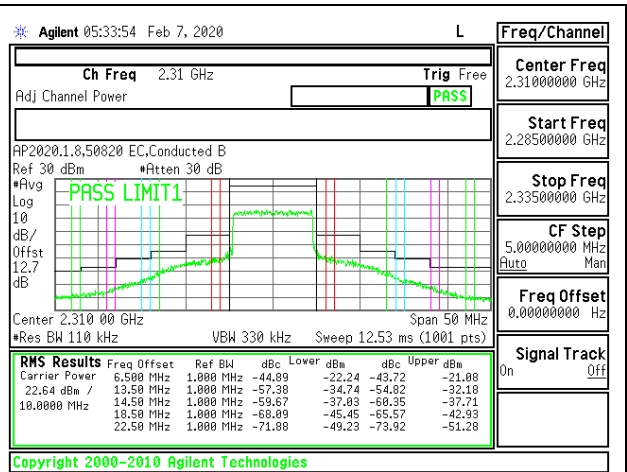 Agilent 05:33:54 Feb 7, 2020 L
Freq/Channel
Ch Freq 2.31 GHz Trig Free
Adj Channel Power PASS
Center Freq
2.31000000 GHz
Start Freq
2.28500000 GHz
Stop Freq
2.33500000 GHz
CF Step
5.00000000 MHz
Auto Man
Freq Offset
0.00000000 Hz
Signal Track
On Off
AP2020.1.8,50820 EC,Conducted B
Ref 30 dBm #Atten 30 dB
#Avg
Log
10
dB/
Offst
12.7
dB
PASS LIMIT1
Center 2.310 00 GHz Span 50 MHz
#Res BW 110 kHz VBW 330 kHz Sweep 12.53 ms (1001 pts)
RMS Results Freq Offset Ref BW dBc Lower dBm dBc Upper dBm
Carrier Power 6.500 MHz 1.000 MHz -44.89 -22.24 -43.72 -21.08
22.64 dBm / 13.50 MHz 1.000 MHz -57.38 -34.74 -54.82 -32.18
10.0000 MHz 14.50 MHz 1.000 MHz -59.67 -37.03 -60.35 -37.71
18.50 MHz 1.000 MHz -68.09 -45.45 -65.57 -42.93
22.50 MHz 1.000 MHz -71.88 -49.23 -73.92 -51.28
Copyright 2000-2010 Agilent Technologies